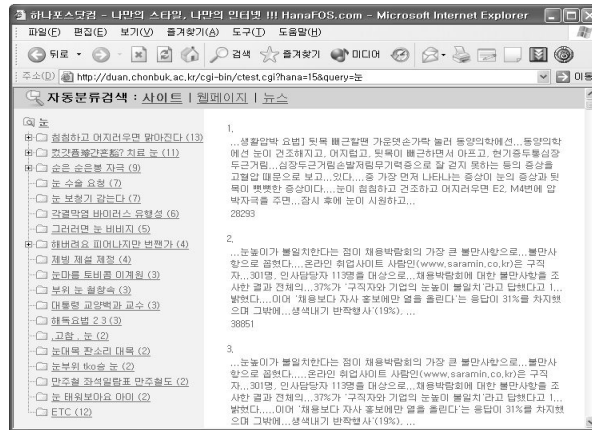 하나포스닷컴 - 나만의 스타일, 나만의 인터넷 !!! HanaFOS.com - Microsoft Internet Explorer
파일(F) 편집(E) 보기(V) 즐겨찾기(A) 도구(T) 도움말(H)
뒤로 검색 즐겨찾기 미디어
주소(D) http://duan.chonbuk.ac.kr/cgi-bin/ctest.cgi?hana=15&query=눈 이동
자동분류검색 : 사이트 | 웹페이지 | 뉴스
눈
침침하고 어지러우면 맑아진다 (13)
치료 눈 (11)
순은 순은봉 자극 (9)
눈 수술 요청 (7)
눈 보철기 감는다 (7)
각결막염 바이러스 유행성 (6)
그러러면 눈 비비지 (5)
해버려요 피어나지만 번짼가 (4)
제빙 제설 제정 (4)
눈마름 토비콤 이계원 (3)
부위 눈 혈참속 (3)
대통령 교양백과 교수 (3)
해독요법 2 3 (3)
.고참 . 눈 (2)
눈대목 판소리 대목 (2)
눈부위 tko승 눈 (2)
만주철 좌석일람표 만주철도 (2)
눈 태워보아요 아미 (2)
ETC (12)
1,
...생활압박 요법] 뒷목 뻐근할땐 가운뎃손가락 눌러 동양의학에선...동양의학
에선 눈이 건조해지고, 어지럽고, 뒷목이 뻐근하면서 아프고, 현기증두통심장
두근거림...심장두근거림손발저림무기력증으로 잘 걷지 못하는 등의 증상을
고혈압 때문으로 보고...있다....중 가장 먼저 나타나는 증상이 눈의 증상과 뒷
목이 뻣뻣한 증상이다....눈이 침침하고 건조하고 어지러우면 E2, M4번에 압
박자극을 주면...잠시 후에 눈이 시원하고...
28293
2,
...눈높이가 불일치한다는 점이 채용박람회의 가장 큰 불만사항으로...불만사
항으로 꼽혔다....온라인 취업사이트 사람인(www.saramin.co.kr)은 구직
자...301명, 인사담당자 113명을 대상으로...채용박람회에 대한 불만사항을 조
사한 결과 전체의...37%가 '구직자와 기업의 눈높이 불일치'라고 답했다고 1...
밝혔다....이어 '채용보다 자사 홍보에만 열을 올린다'는 응답이 31%를 차지했
으며 그밖에...생색내기 반짝행사'(19%), ...
38851
3,
...눈높이가 불일치한다는 점이 채용박람회의 가장 큰 불만사항으로...불만사
항으로 꼽혔다....온라인 취업사이트 사람인(www.saramin.co.kr)은 구직
자...301명, 인사담당자 113명을 대상으로...채용박람회에 대한 불만사항을 조
사한 결과 전체의...37%가 '구직자와 기업의 눈높이 불일치'라고 답했다고 1...
밝혔다....이어 '채용보다 자사 홍보에만 열을 올린다'는 응답이 31%를 차지했
으며 그밖에...생색내기 반짝행사'(19%), ...